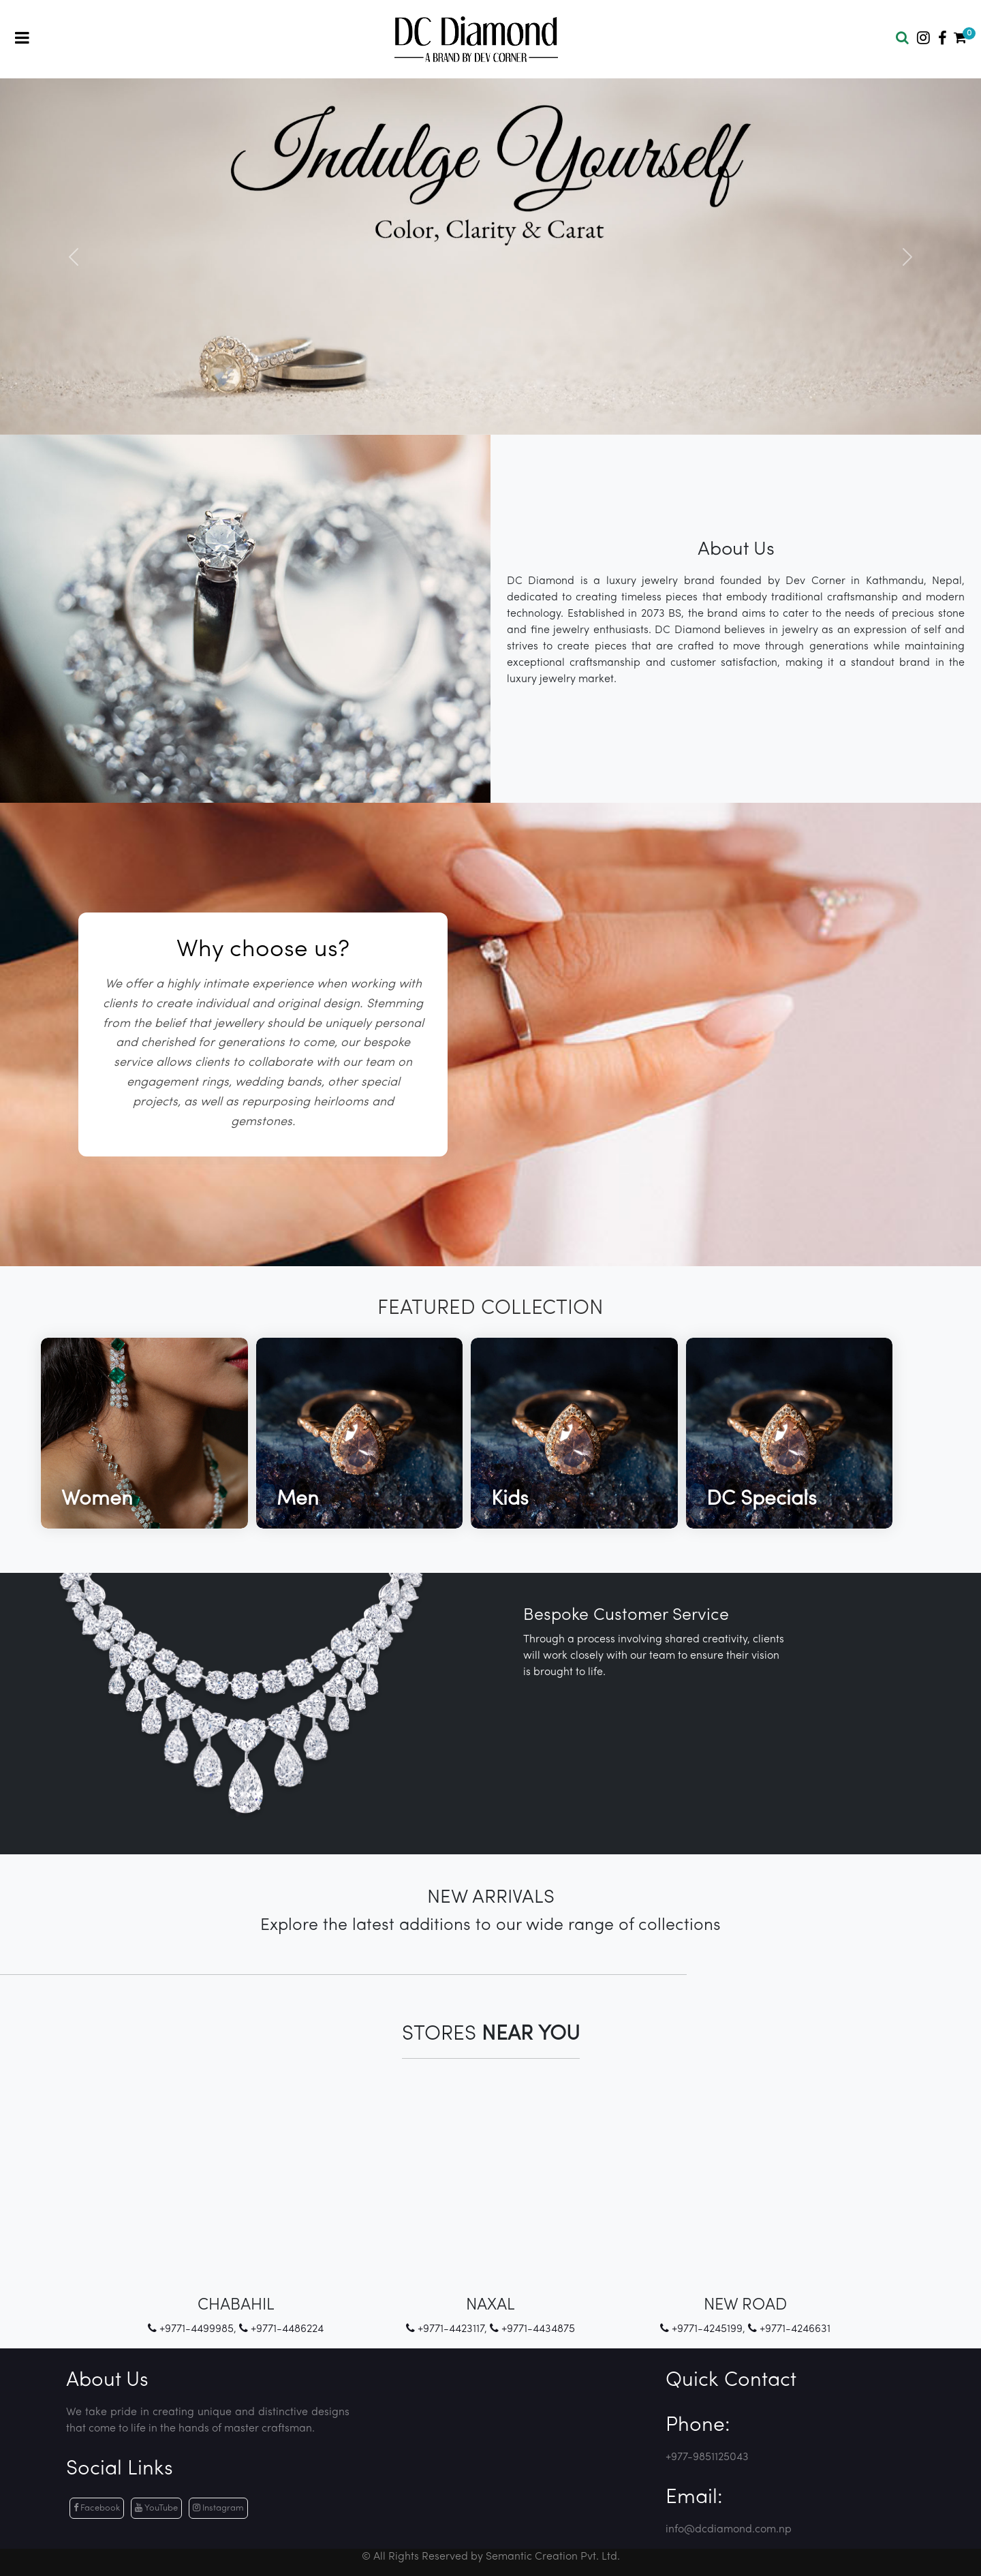 DC Diamond
A BRAND BY DEV CORNER
0
Indulge Yourself
Color, Clarity & Carat
About Us
DC Diamond is a luxury jewelry brand founded by Dev Corner in Kathmandu, Nepal,
dedicated to creating timeless pieces that embody traditional craftsmanship and modern
technology. Established in 2073 BS, the brand aims to cater to the needs of precious stone
and fine jewelry enthusiasts. DC Diamond believes in jewelry as an expression of self and
strives to create pieces that are crafted to move through generations while maintaining
exceptional craftsmanship and customer satisfaction, making it a standout brand in the
luxury jewelry market.
Why choose us?
We offer a highly intimate experience when working with
clients to create individual and original design. Stemming
from the belief that jewellery should be uniquely personal
and cherished for generations to come, our bespoke
service allows clients to collaborate with our team on
engagement rings, wedding bands, other special
projects, as well as repurposing heirlooms and
gemstones.
FEATURED COLLECTION
Women
Men
Kids
DC Specials
Bespoke Customer Service
Through a process involving shared creativity, clients
will work closely with our team to ensure their vision
is brought to life.
NEW ARRIVALS
Explore the latest additions to our wide range of collections
STORES NEAR YOU
CHABAHIL
+9771-4499985, +9771-4486224
NAXAL
+9771-4423117, +9771-4434875
NEW ROAD
+9771-4245199, +9771-4246631
About Us
We take pride in creating unique and distinctive designs
that come to life in the hands of master craftsman.
Social Links
Facebook YouTube Instagram
Quick Contact
Phone:
+977-9851125043
Email:
info@dcdiamond.com.np
© All Rights Reserved by Semantic Creation Pvt. Ltd.